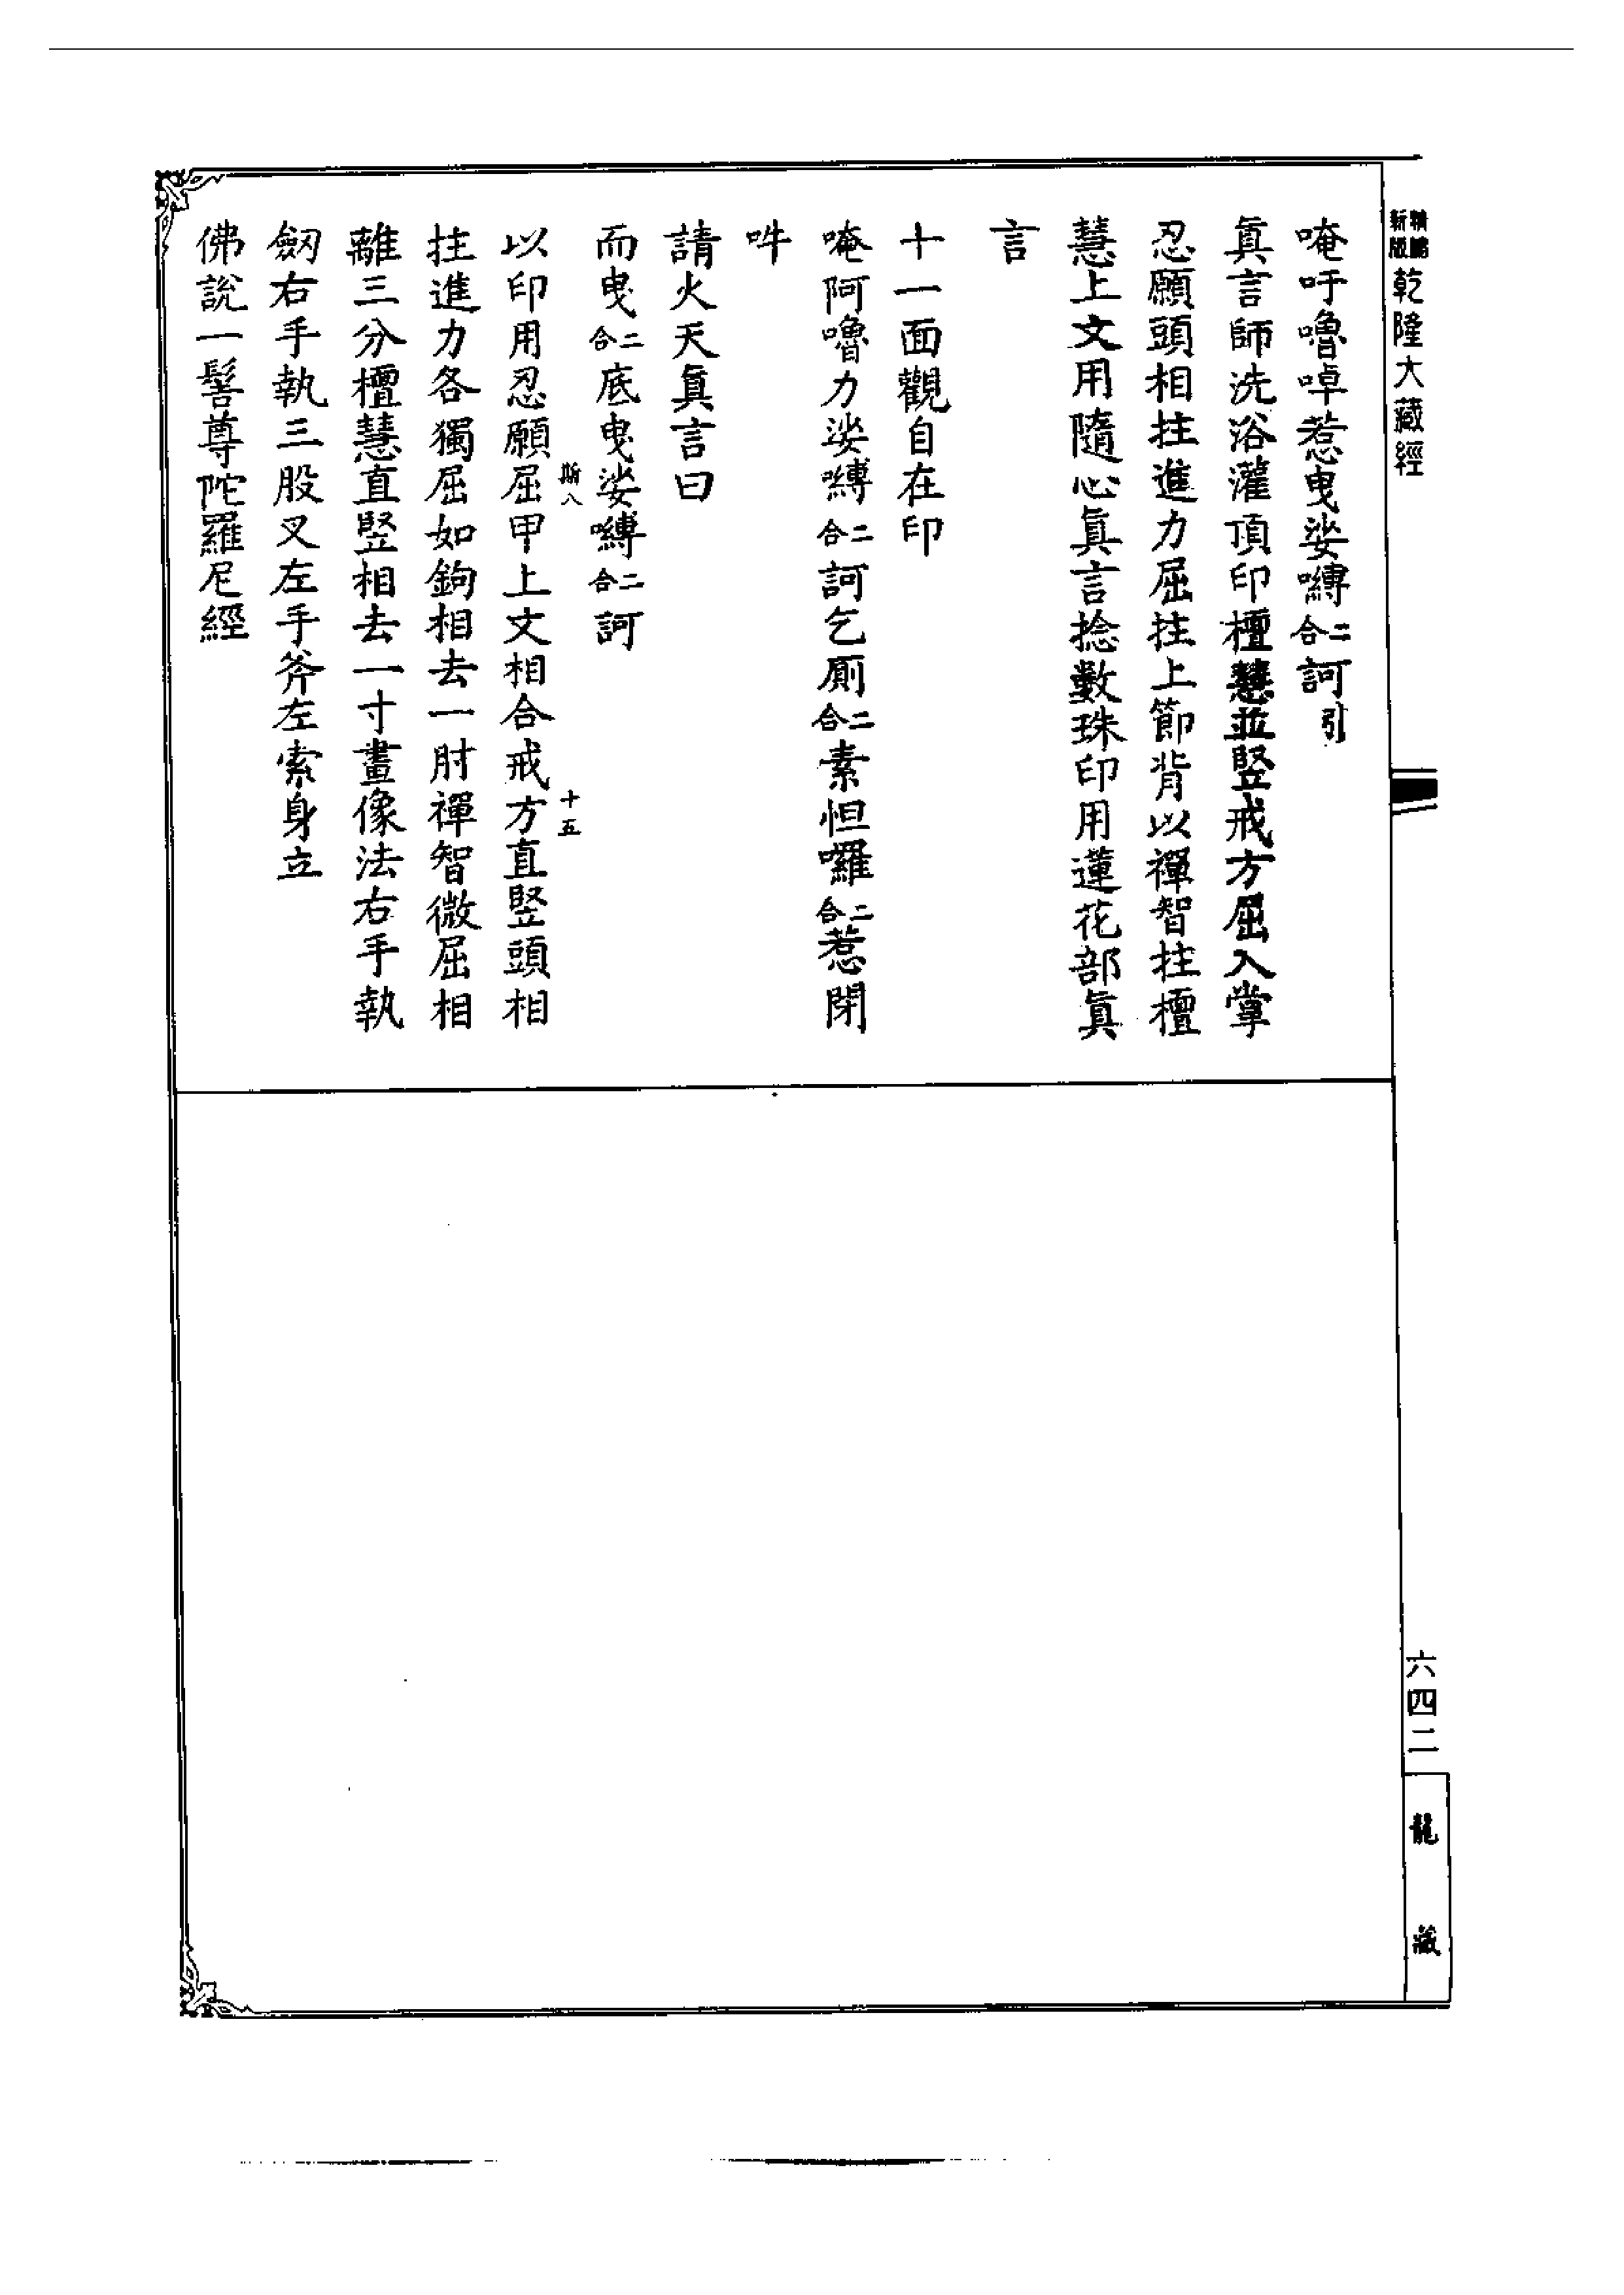 新版
乾隆大藏經
唵吁嚕啅惹曳娑嚩二合訶引
眞言師洗浴灌頂印檀慧並竪戒方屈入掌
忍願頭相拄進力屈拄上節背以禪智拄檀
慧上文用隨心眞言捻數珠印用蓮花部眞
言
十一面觀自在印
唵阿嚕力娑嚩二合訶乞厠二合素怛囉二合惹閉
吽
請火天眞言曰
而曳二合底曳娑嚩二合訶
斯八
十五
以印用忍願屈甲上文相合戒方直竪頭相
拄進力各獨屈如鉤相去一肘禪智微屈相
離三分檀慧直竪相去一寸畫像法右手執
劒右手執三股叉左手斧左索身立
佛說一髻尊陀羅尼經
六四二
龍藏